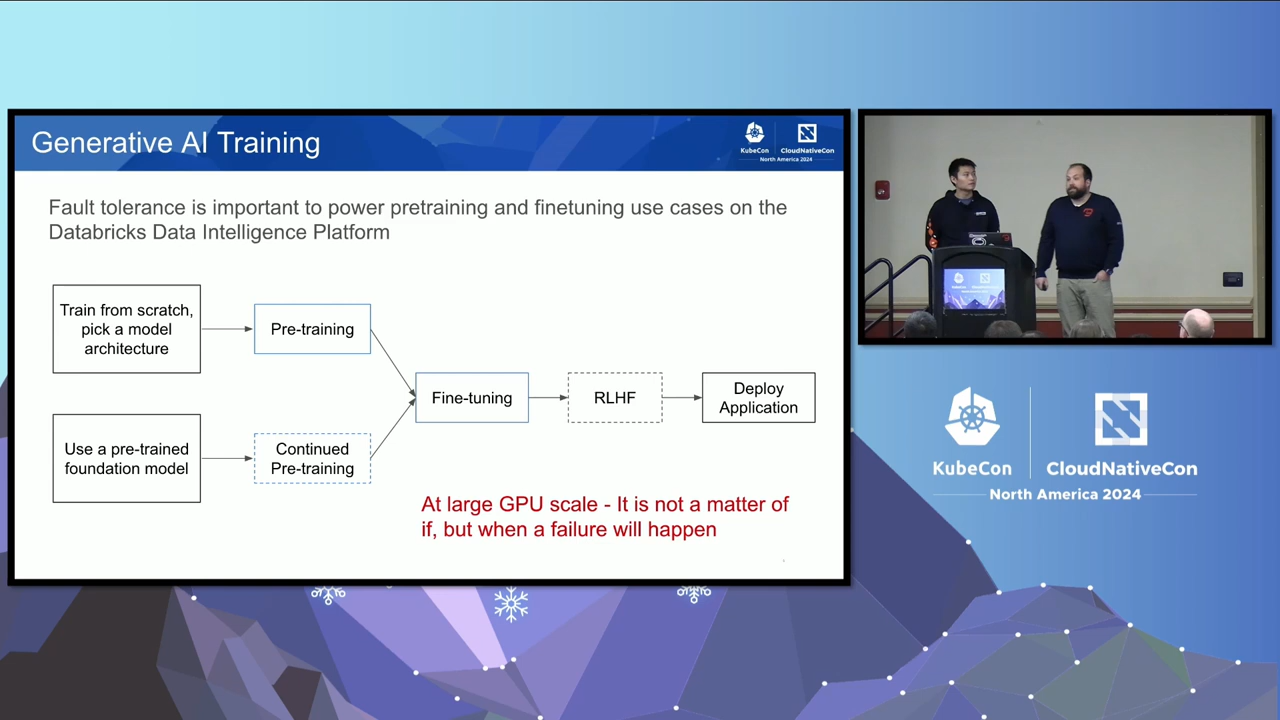 Generative AI Training
KubeCon
CloudNativeCon
North America 2024
Fault tolerance is important to power pretraining and finetuning use cases on the
Databricks Data Intelligence Platform
Train from scratch,
pick a model
architecture
Pre-training
Use a pre-trained
foundation model
Continued
Pre-training
Fine-tuning
RLHF
Deploy
Application
At large GPU scale - It is not a matter of
if, but when a failure will happen
KubeCon
CloudNativeCon
North America 2024